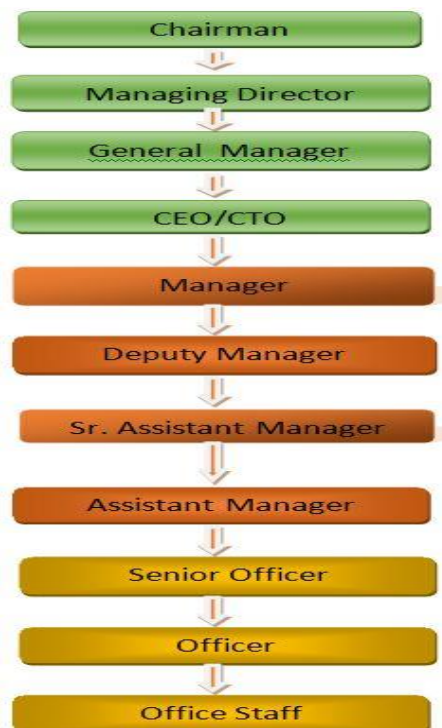 Chairman
Managing Director
General Manager
CEO/CTO
Manager
Deputy Manager
Sr. Assistant Manager
Assistant Manager
Senior Officer
Officer
Office Staff